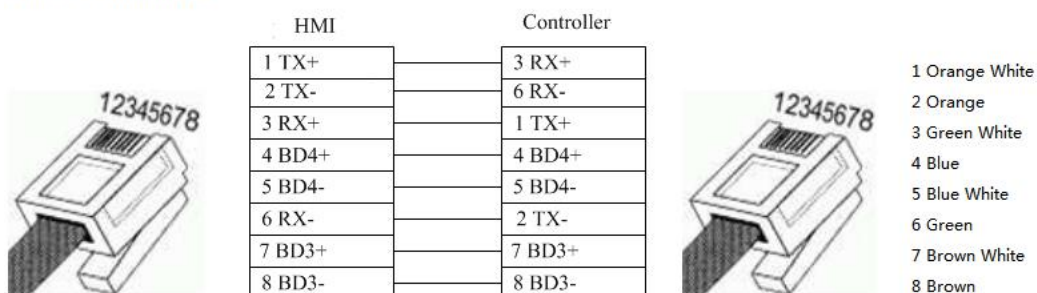 HMI
Controller
1 TX+
3 RX+
2 TX-
6 RX-
3 RX+
1 TX+
4 BD4+
4 BD4+
5 BD4-
5 BD4-
6 RX-
2 TX-
7 BD3+
7 BD3+
8 BD3-
8 BD3-
12345678
12345678
1 Orange White
2 Orange
3 Green White
4 Blue
5 Blue White
6 Green
7 Brown White
8 Brown